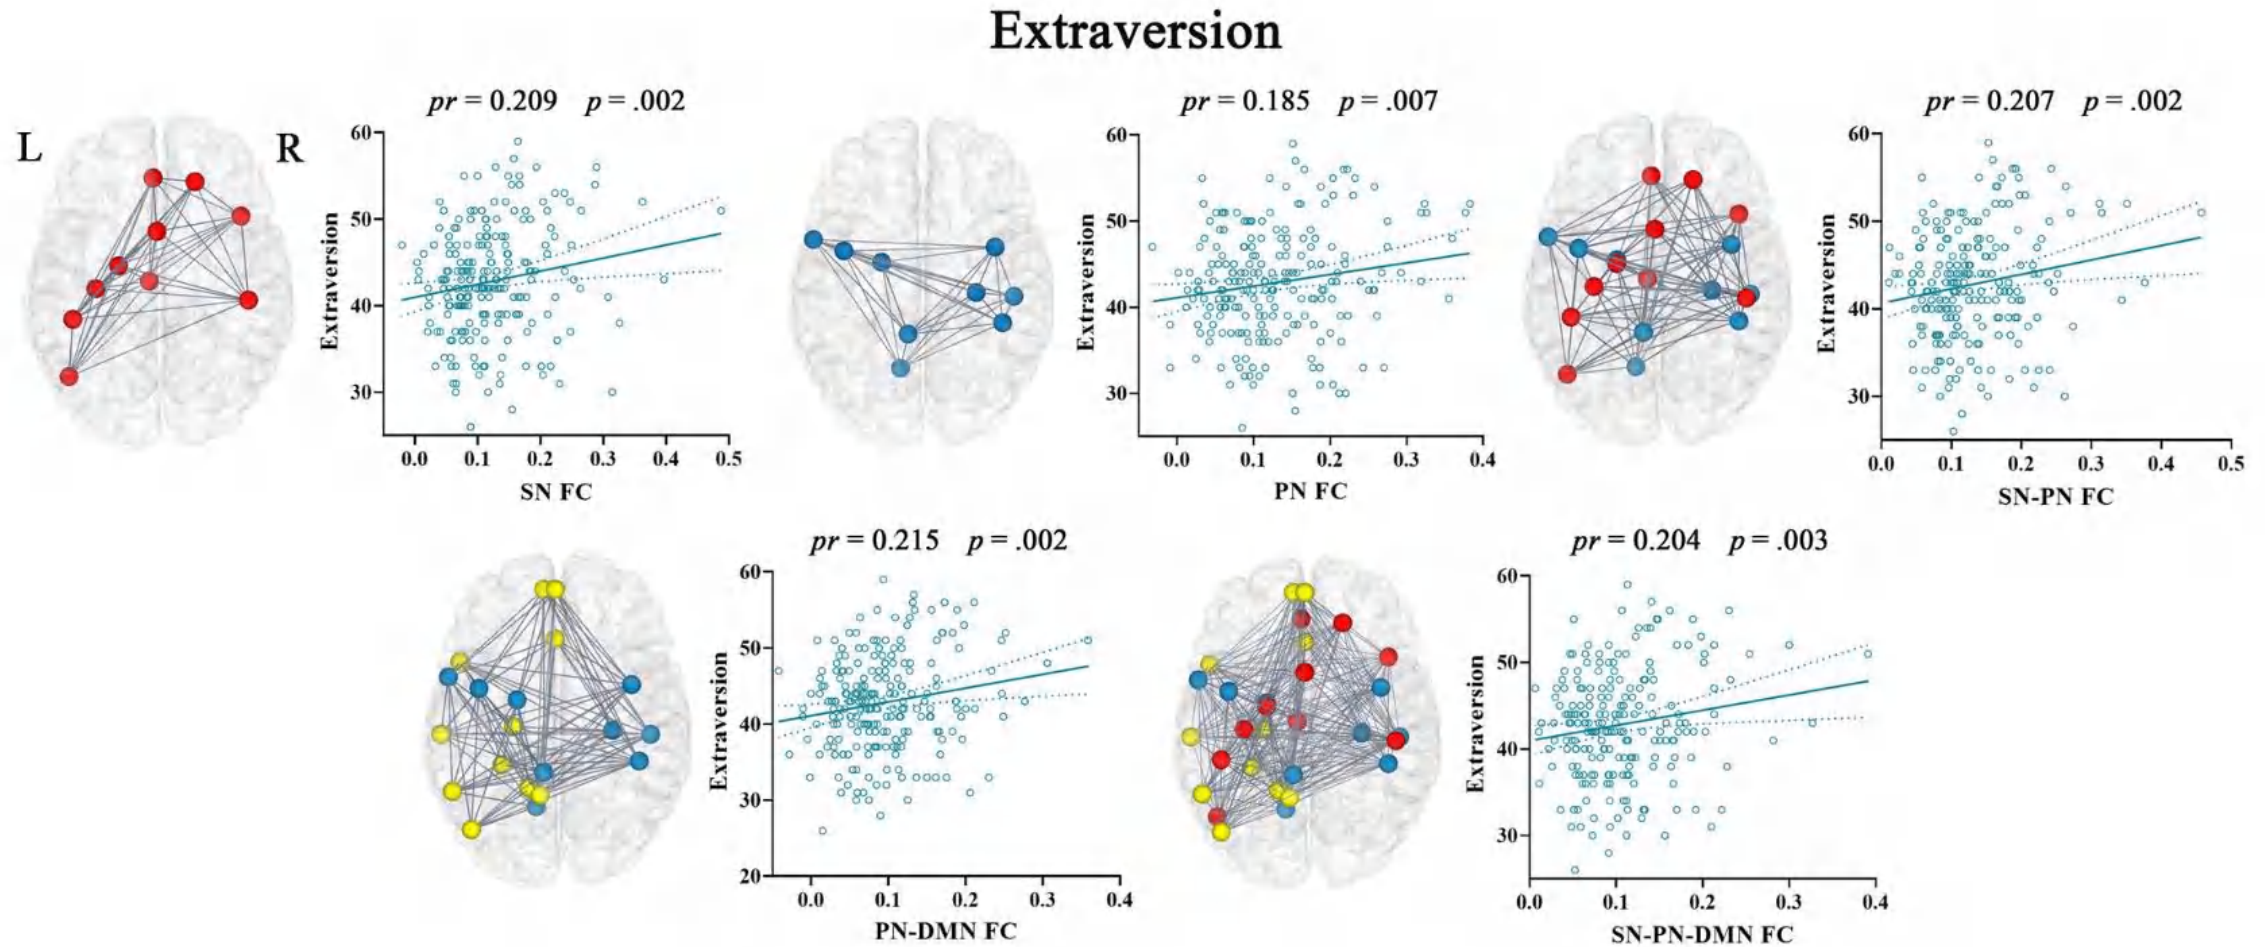 Extraversion
L
R
pr = 0.209 p = .002
60
50
40
30
Extraversion
0.0 0.1 0.2 0.3 0.4 0.5
SN FC
pr = 0.185 p = .007
60
50
40
30
Extraversion
0.0 0.1 0.2 0.3 0.4
PN FC
pr = 0.207 p = .002
60
50
40
30
Extraversion
0.0 0.1 0.2 0.3 0.4 0.5
SN-PN FC
pr = 0.215 p = .002
60
50
40
30
20
Extraversion
0.0 0.1 0.2 0.3 0.4
PN-DMN FC
pr = 0.204 p = .003
60
50
40
30
Extraversion
0.0 0.1 0.2 0.3 0.4
SN-PN-DMN FC